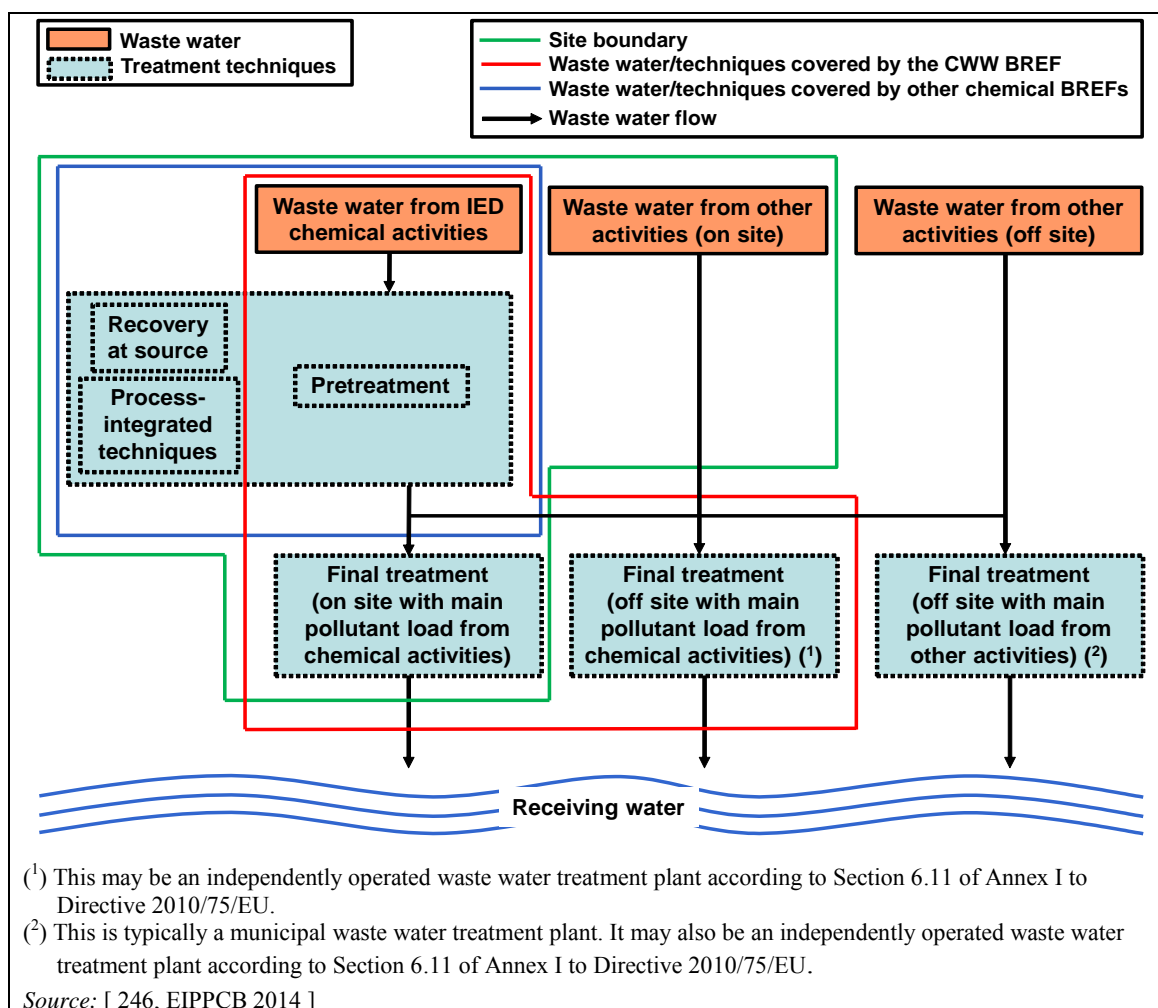 Waste water
Treatment techniques
Site boundary
Waste water/techniques covered by the CWW BREF
Waste water/techniques covered by other chemical BREFs
Waste water flow
Waste water from IED
chemical activities
Waste water from other
activities (on site)
Waste water from other
activities (off site)
Recovery
at source
Process-
integrated
techniques
Pretreatment
Final treatment
(on site with main
pollutant load from
chemical activities)
Final treatment
(off site with main
pollutant load from
chemical activities) (¹)
Final treatment
(off site with main
pollutant load from
other activities) (²)
Receiving water
(¹) This may be an independently operated waste water treatment plant according to Section 6.11 of Annex I to
Directive 2010/75/EU.
(²) This is typically a municipal waste water treatment plant. It may also be an independently operated waste water
treatment plant according to Section 6.11 of Annex I to Directive 2010/75/EU.
Source: [ 246, EIPPCB 2014 ]